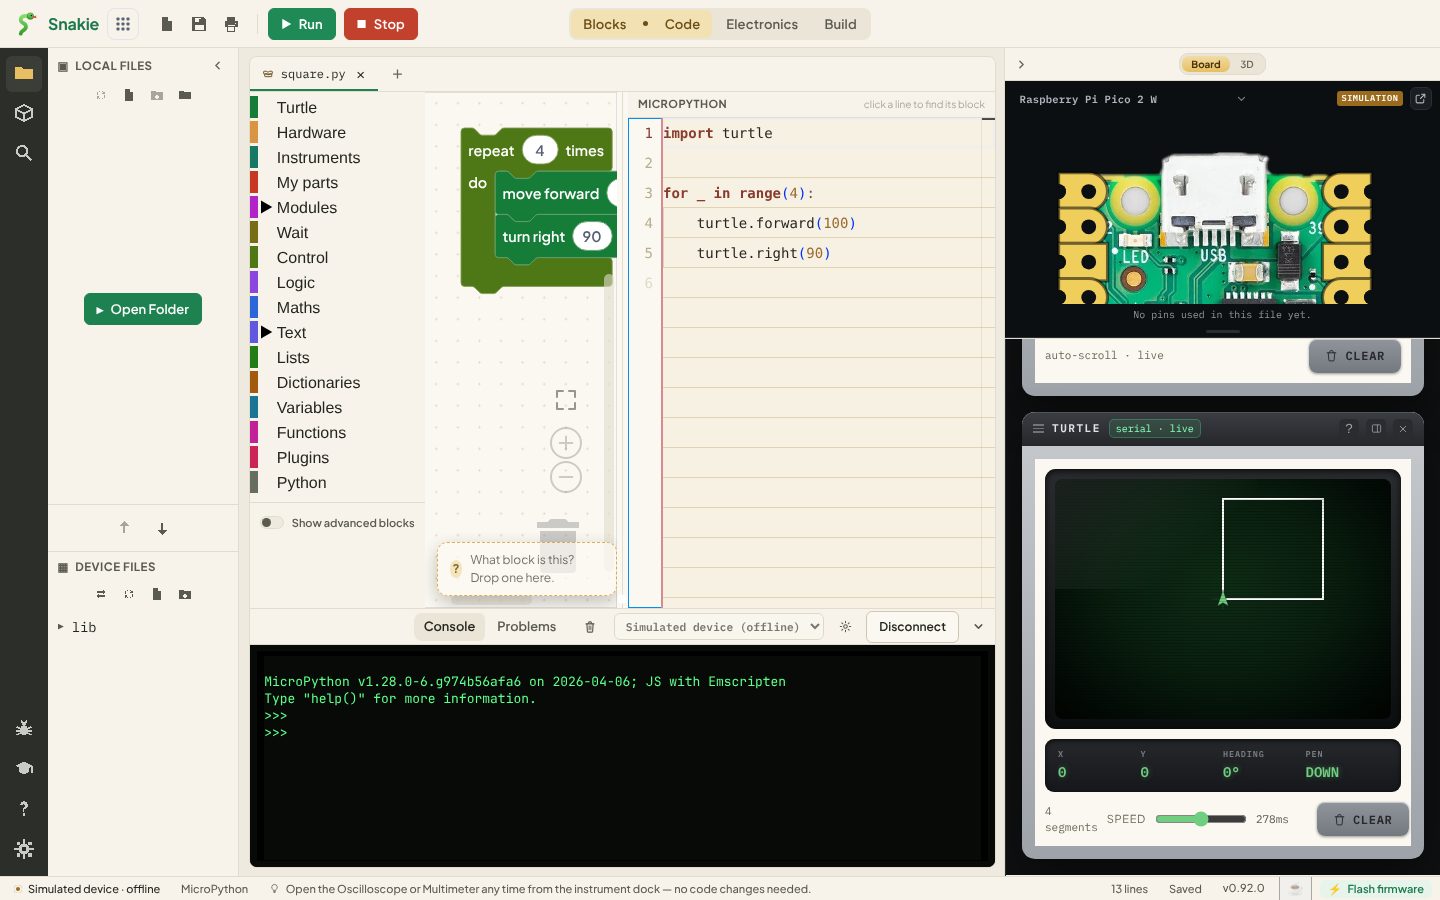 Snakie
Run
Stop
Blocks • Code
Electronics
Build
LOCAL FILES
Open Folder
DEVICE FILES
lib
square.py
Turtle
Hardware
Instruments
My parts
Modules
Wait
Control
Logic
Maths
Text
Lists
Dictionaries
Variables
Functions
Plugins
Python
Show advanced blocks
repeat 4 times
do
move forward
turn right 90
? What block is this?
Drop one here.
MICROPYTHON
click a line to find its block
1 import turtle
2
3 for _ in range(4):
4 turtle.forward(100)
5 turtle.right(90)
6
Console
Problems
Simulated device (offline)
Disconnect
MicroPython v1.28.0-6.g974b56afa6 on 2026-04-06; JS with Emscripten
Type "help()" for more information.
>>>
>>>
Board
3D
Raspberry Pi Pico 2 W
SIMULATION
LED
USB
2
39
No pins used in this file yet.
auto-scroll · live
CLEAR
TURTLE
serial · live
?
X
0
Y
0
HEADING
0°
PEN
DOWN
4
segments
SPEED
278ms
CLEAR
Simulated device · offline
MicroPython
Open the Oscilloscope or Multimeter any time from the instrument dock — no code changes needed.
13 lines
Saved
v0.92.0
Flash firmware